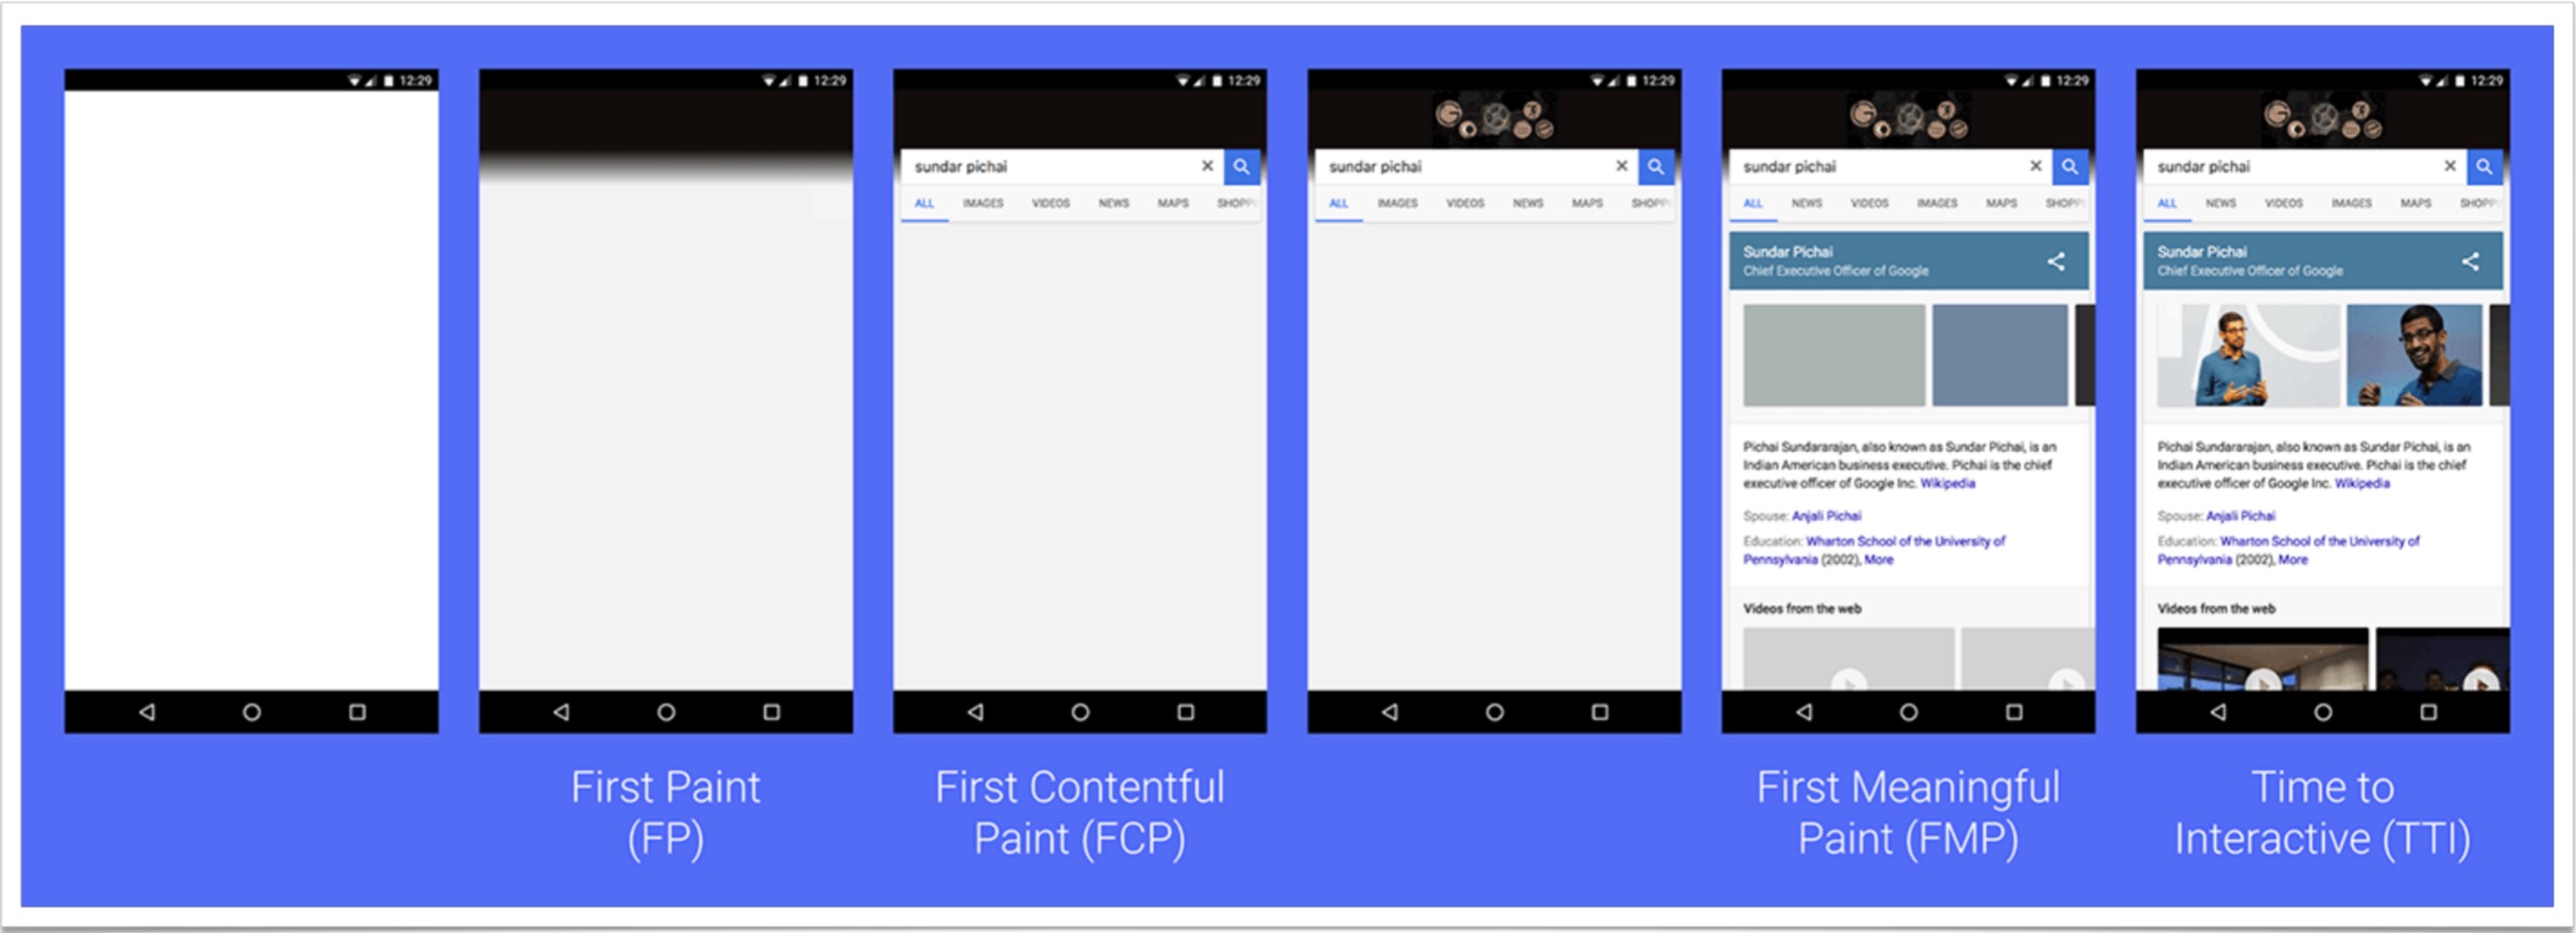 12:29
12:29
12:29
sundar pichai
ALL IMAGES VIDEOS NEWS MAPS SHOPPI
12:29
sundar pichai
ALL IMAGES VIDEOS NEWS MAPS SHOPPI
12:29
sundar pichai
ALL NEWS VIDEOS IMAGES MAPS SHOPPI
Sundar Pichai
Chief Executive Officer of Google
Pichai Sundararajan, also known as Sundar Pichai, is an
Indian American business executive. Pichai is the chief
executive officer of Google Inc. Wikipedia
Spouse: Anjali Pichai
Education: Wharton School of the University of
Pennsylvania (2002), More
Videos from the web
12:29
sundar pichai
ALL NEWS VIDEOS IMAGES MAPS SHOPPI
Sundar Pichai
Chief Executive Officer of Google
Pichai Sundararajan, also known as Sundar Pichai, is an
Indian American business executive. Pichai is the chief
executive officer of Google Inc. Wikipedia
Spouse: Anjali Pichai
Education: Wharton School of the University of
Pennsylvania (2002), More
Videos from the web
First Paint
(FP)
First Contentful
Paint (FCP)
First Meaningful
Paint (FMP)
Time to
Interactive (TTI)